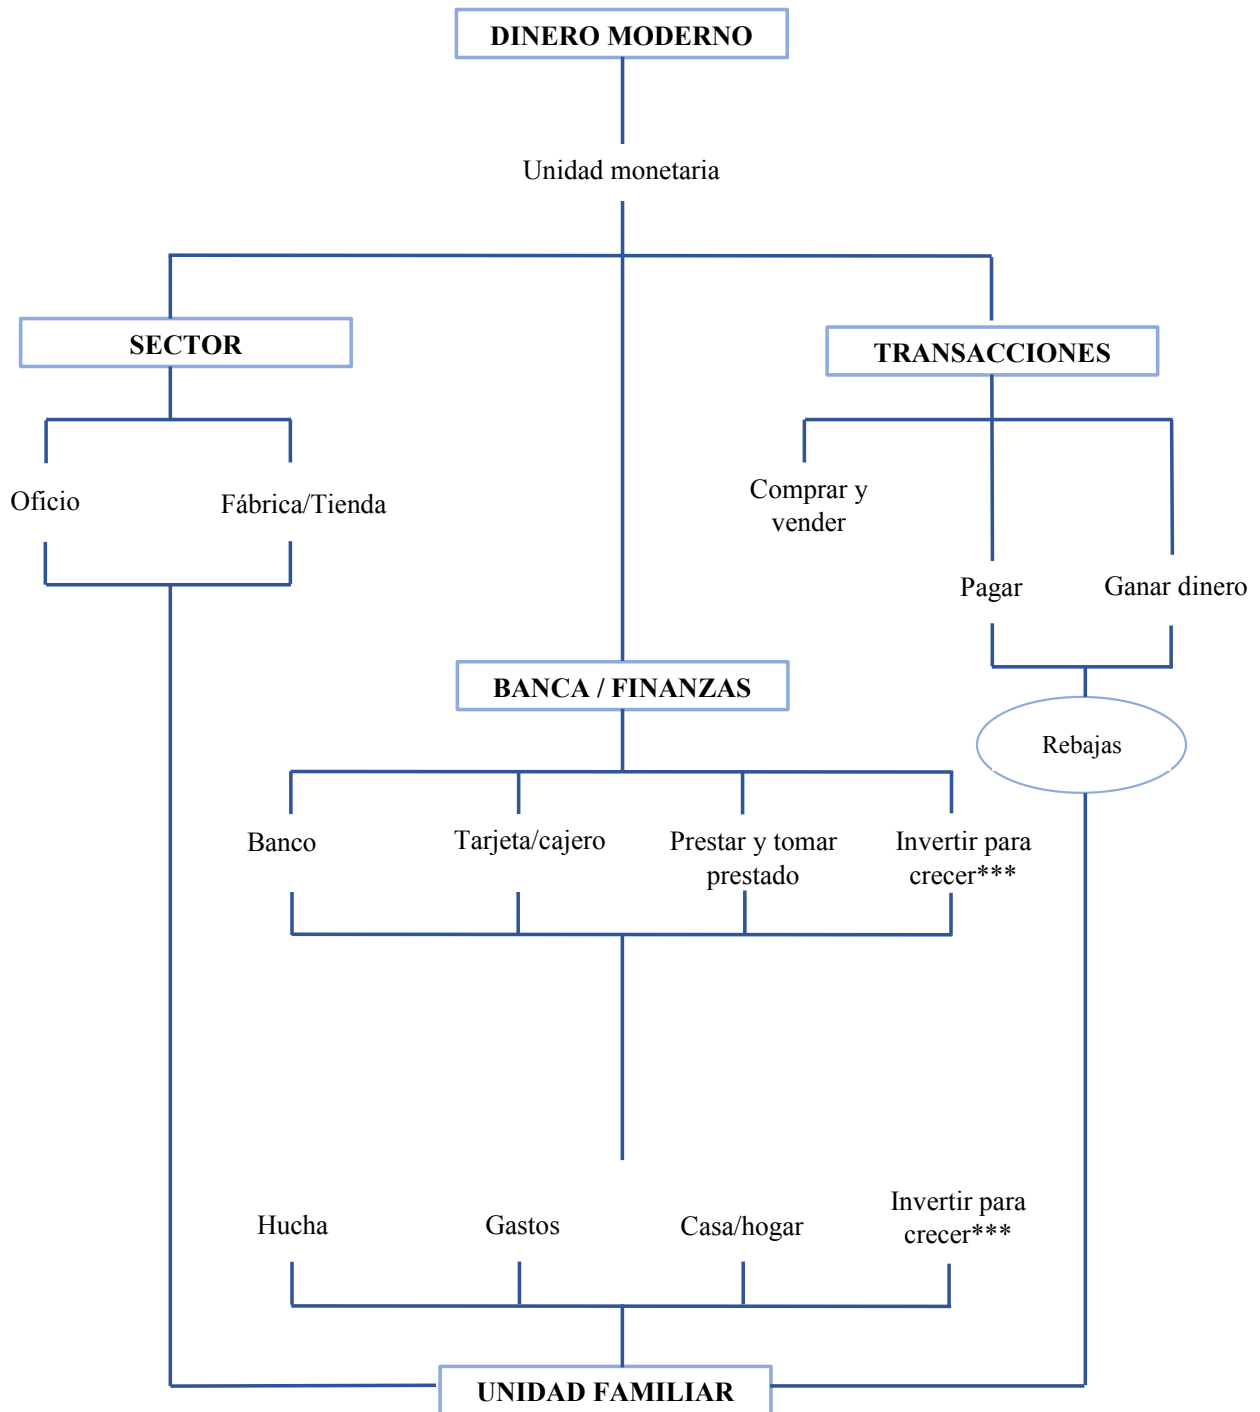 DINERO MODERNO
Unidad monetaria
SECTOR
TRANSACCIONES
Oficio
Fábrica/Tienda
Comprar y
vender
Pagar
Ganar dinero
BANCA / FINANZAS
Rebajas
Banco
Tarjeta/cajero
Prestar y tomar
prestado
Invertir para
crecer***
Hucha
Gastos
Casa/hogar
Invertir para
crecer***
UNIDAD FAMILIAR